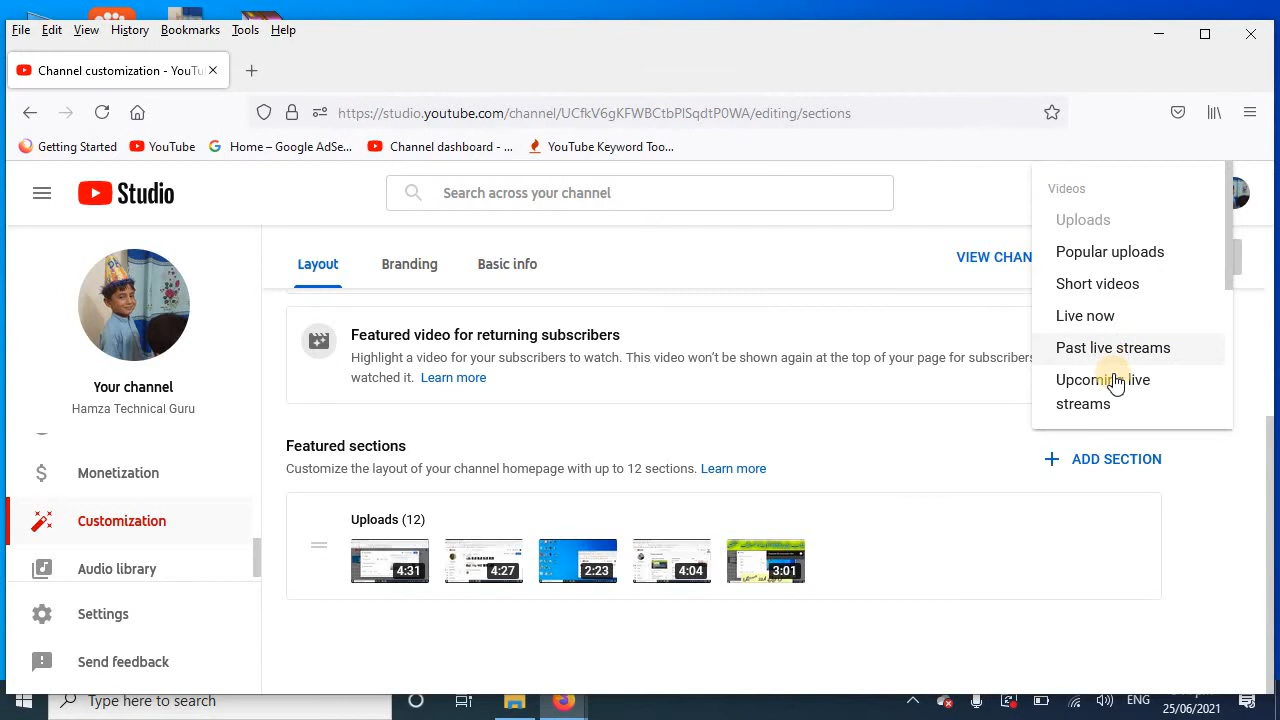 File Edit View History Bookmarks Tools Help
Channel customization - YouTu
https://studio.youtube.com/channel/UCfkV6gKFWBCtbPlSqdtP0WA/editing/sections
Getting Started YouTube Home – Google AdSe... Channel dashboard - ... YouTube Keyword Too...
Studio
Search across your channel
Videos
Uploads
Popular uploads
Short videos
Live now
Past live streams
Upcoming live
streams
Layout Branding Basic info
VIEW CHAN
Your channel
Hamza Technical Guru
Monetization
Customization
Audio library
Settings
Send feedback
Featured video for returning subscribers
Highlight a video for your subscribers to watch. This video won't be shown again at the top of your page for subscribers
watched it. Learn more
Featured sections
Customize the layout of your channel homepage with up to 12 sections. Learn more
ADD SECTION
Uploads (12)
4:31 4:27 2:23 4:04 3:01
Type here to search
ENG
25/06/2021